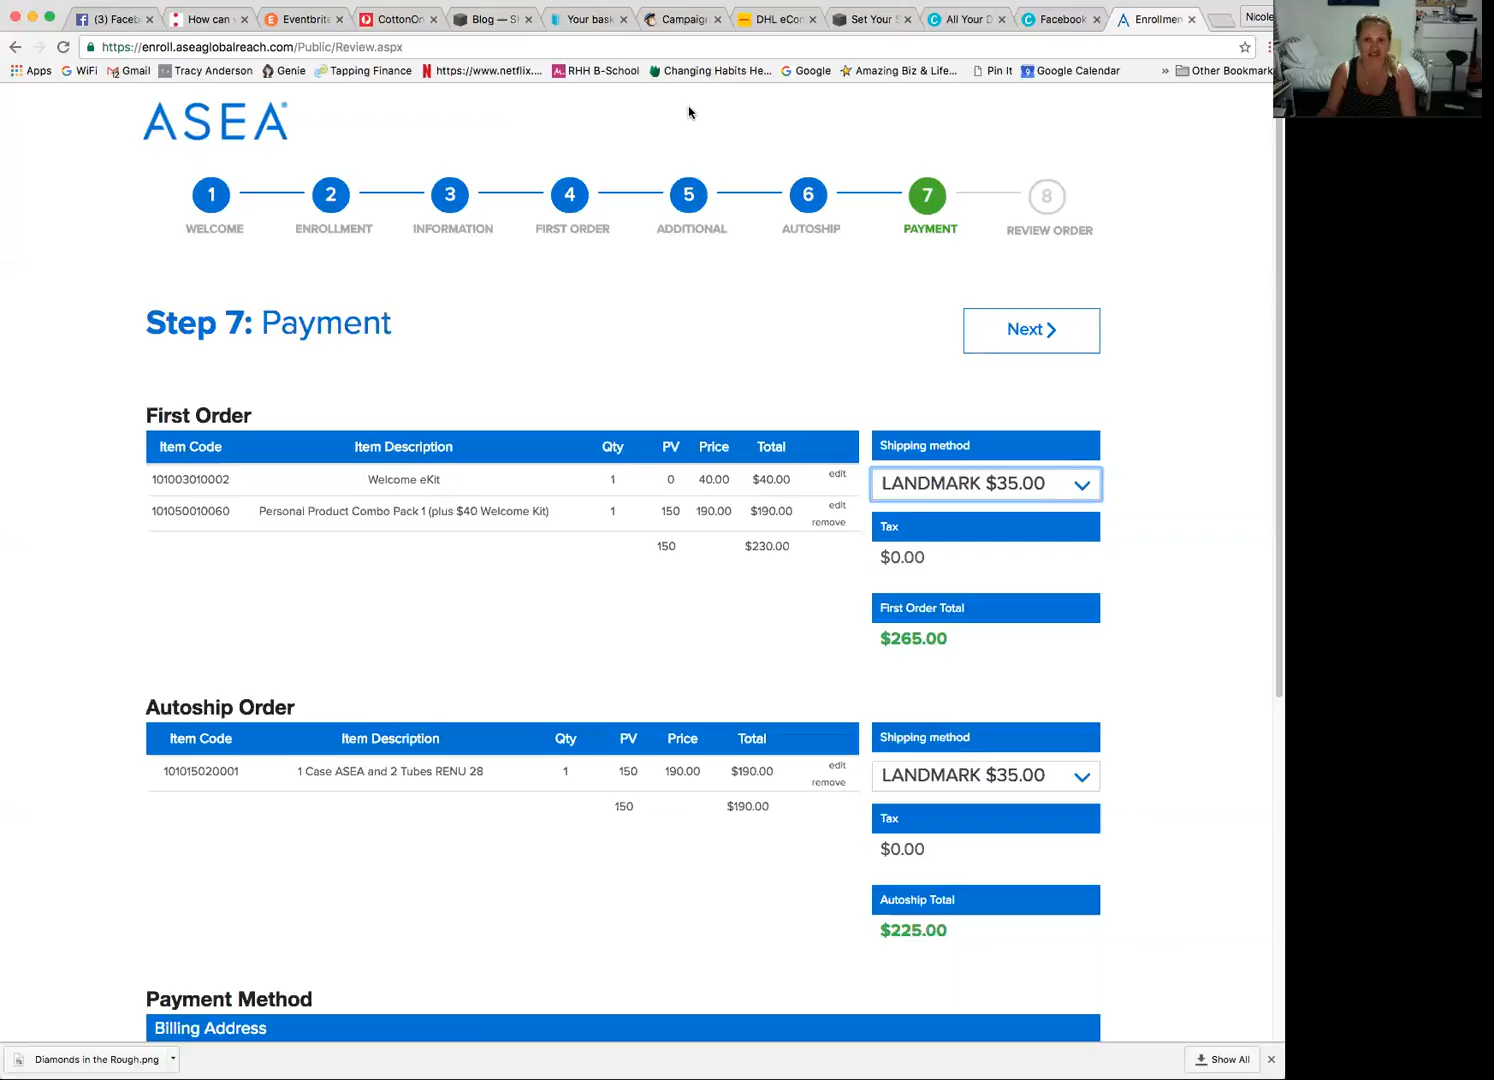 (3) Faceb
How can
Eventbrite
CottonOn
Blog — S
Your bask
Campaign
DHL eCom
Set Your
All Your D
Facebook
Enrollmen
Nicole
https://enroll.aseaglobalreach.com/Public/Review.aspx
Apps
WiFi
Gmail
Tracy Anderson
Genie
Tapping Finance
https://www.netflix....
RHH B-School
Changing Habits He...
Google
Amazing Biz & Life...
Pin It
Google Calendar
» Other Bookmark
ASEA®
1 2 3 4 5 6 7 8
WELCOME ENROLLMENT INFORMATION FIRST ORDER ADDITIONAL AUTOSHIP PAYMENT REVIEW ORDER
Step 7: Payment
Next
First Order
Item Code Item Description Qty PV Price Total
101003010002 Welcome eKit 1 0 40.00 $40.00 edit
101050010060 Personal Product Combo Pack 1 (plus $40 Welcome Kit) 1 150 190.00 $190.00 edit
remove
150 $230.00
Shipping method
LANDMARK $35.00
Tax
$0.00
First Order Total
$265.00
Autoship Order
Item Code Item Description Qty PV Price Total
101015020001 1 Case ASEA and 2 Tubes RENU 28 1 150 190.00 $190.00 edit
remove
150 $190.00
Shipping method
LANDMARK $35.00
Tax
$0.00
Autoship Total
$225.00
Payment Method
Billing Address
Diamonds in the Rough.png
Show All